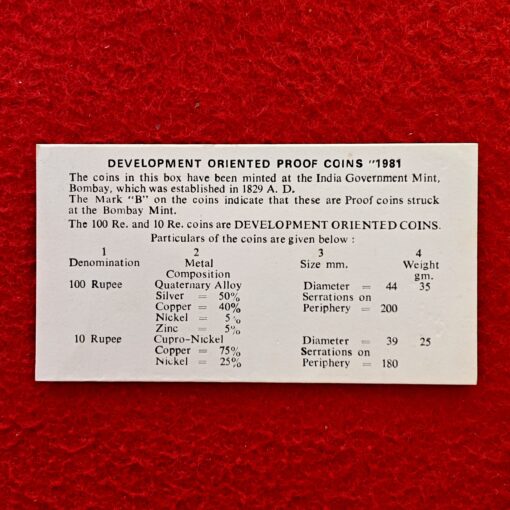 DEVELOPMENT ORIENTED PROOF COINS "1981
The coins in this box have been minted at the India Government Mint,
Bombay, which was established in 1829 A. D.
The Mark "B" on the coins indicate that these are Proof coins struck
at the Bombay Mint.
The 100 Re. and 10 Re. coins are DEVELOPMENT ORIENTED COINS.
Particulars of the coins are given below :
1 2 3 4
Denomination Metal Size mm. Weight
Composition gm.
100 Rupee Quaternary Alloy Diameter = 44 35
Silver = 50% Serrations on
Copper = 40% Periphery = 200
Nickel = 5%
Zinc = 5%
10 Rupee Cupro-Nickel Diameter = 39 25
Copper = 75% Serrations on
Nickel = 25% Periphery = 180